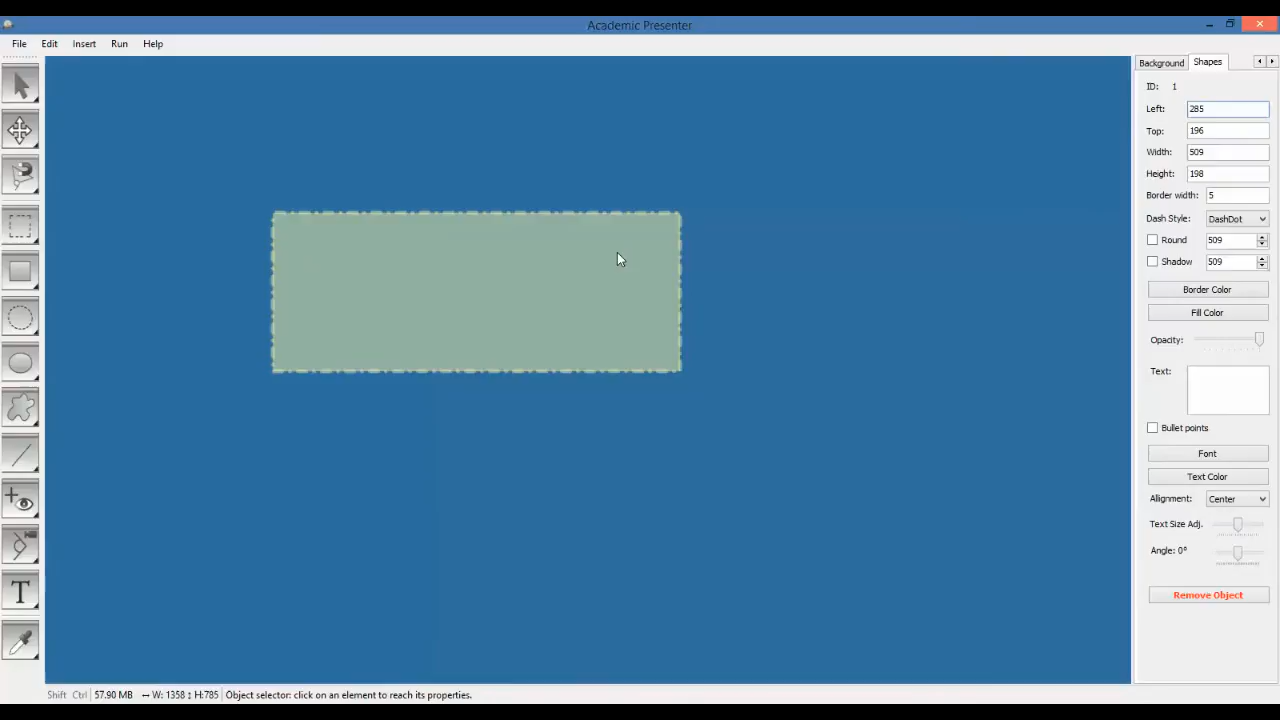 Academic Presenter
File Edit Insert Run Help
Background Shapes
ID: 1
Left: 285
Top: 196
Width: 509
Height: 198
Border width: 5
Dash Style: DashDot
Round 509
Shadow 509
Border Color
Fill Color
Opacity:
Text:
Bullet points
Font
Text Color
Allignment: Center
Text Size Adj.
Angle: 0°
Remove Object
T
Shift Ctrl 57.90 MB ↔ W: 1358 ↕ H:785 Object selector: click on an element to reach its properties.